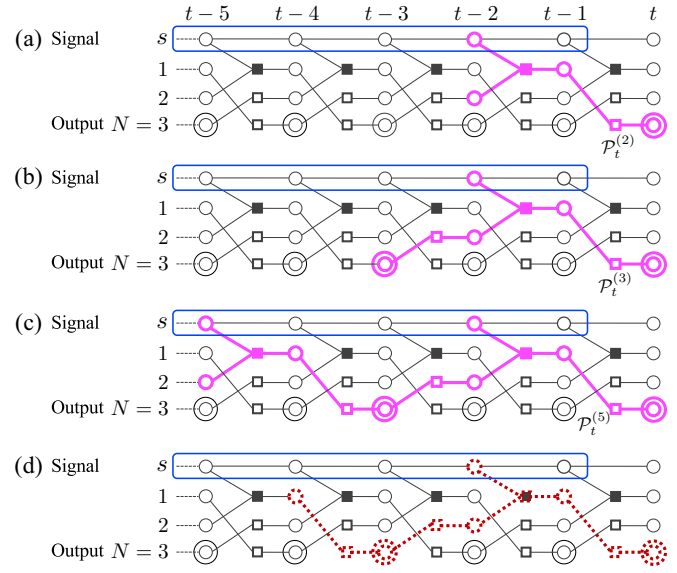 t − 5 t − 4 t − 3 t − 2 t − 1 t
(a) Signal s
1
2
Output N = 3
𝒫_t^{(2)}
(b) Signal s
1
2
Output N = 3
𝒫_t^{(3)}
(c) Signal s
1
2
Output N = 3
𝒫_t^{(5)}
(d) Signal s
1
2
Output N = 3